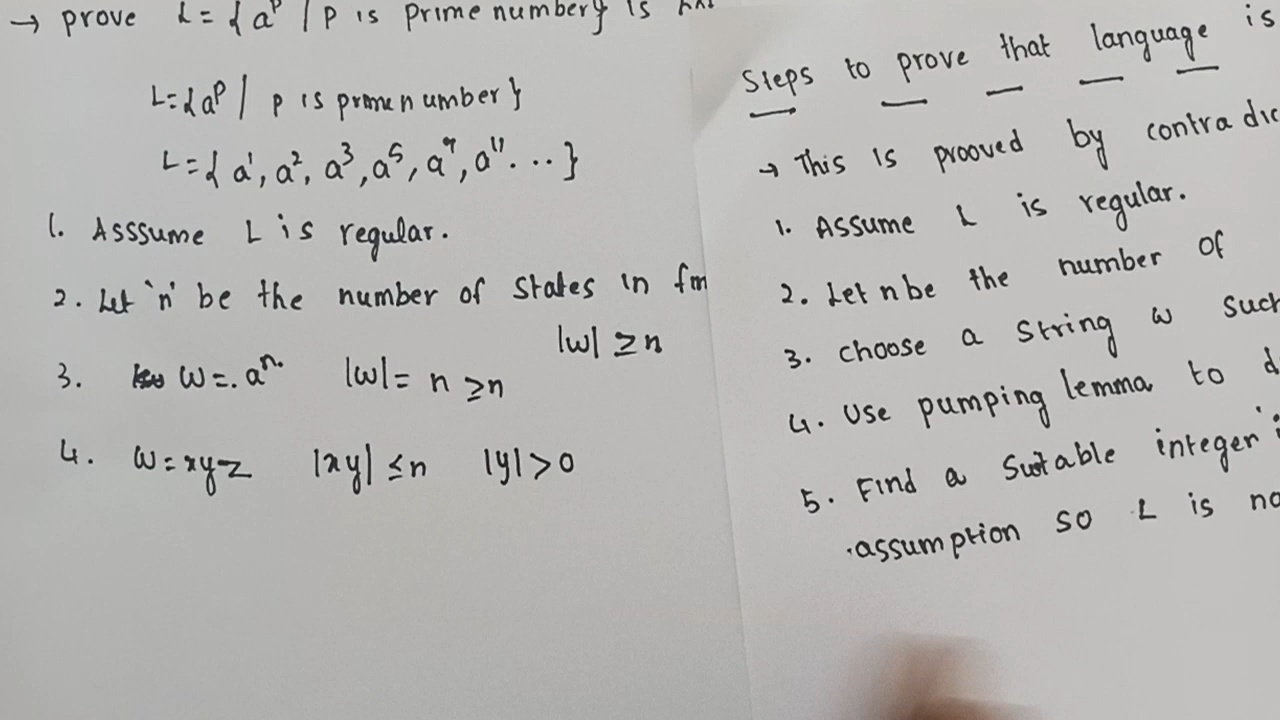 → prove L = { a^p / p is prime number} is
L = { a^p / p is prime number }
L = { a^1, a^2, a^3, a^5, a^7, a^11 . . . }
1. Asssume L is regular.
2. Let 'n' be the number of states in fm
|w| ≥ n
3. w = . a^n. |w| = n ≥ n
4. w = xyz |xy| ≤ n |y| > 0
Steps to prove that language is
→ This is prooved by contradic
1. Assume L is regular.
2. Let n be the number of
3. choose a string w such
4. Use pumping lemma to d
5. Find a suitable integer 'i
.assumption so L is no